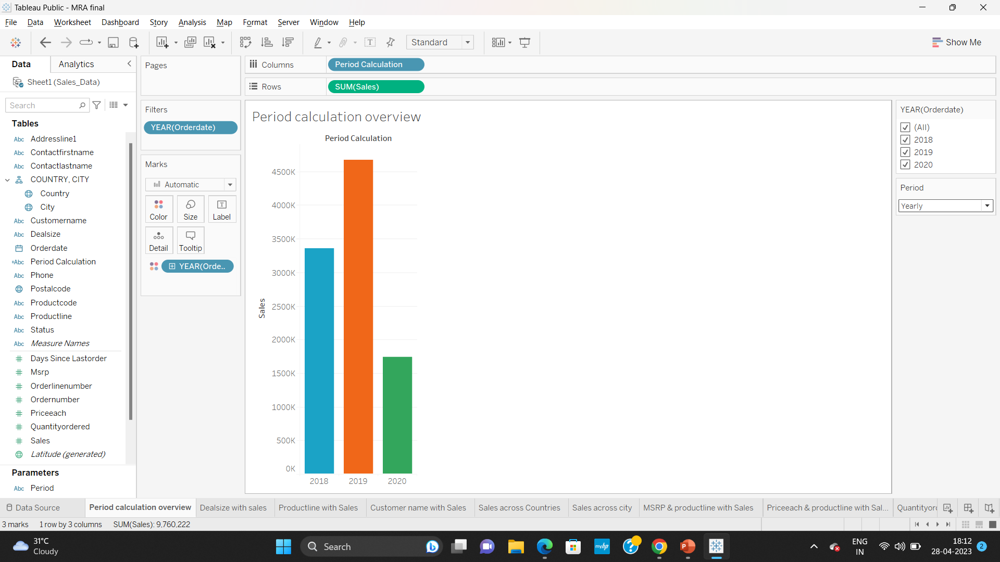 Tableau Public - MRA final
File Data Worksheet Dashboard Story Analysis Map Format Server Window Help
Standard
Show Me
Data Analytics
Sheet1 (Sales_Data)
Search
Tables
Abc Addressline1
Abc Contactfirstname
Abc Contactlastname
COUNTRY, CITY
Country
City
Abc Customername
Abc Dealsize
Orderdate
=Abc Period Calculation
Abc Phone
Postalcode
Abc Productcode
Abc Productline
Abc Status
Abc Measure Names
# Days Since Lastorder
# Msrp
# Orderlinenumber
# Ordernumber
# Priceeach
# Quantityordered
# Sales
Latitude (generated)
Parameters
Abc Period
Pages
Filters
YEAR(Orderdate)
Marks
Automatic
Color Size Label
Detail Tooltip
YEAR(Orde..
Columns Period Calculation
Rows SUM(Sales)
Period calculation overview
Period Calculation
4500K
4000K
3500K
3000K
2500K
2000K
1500K
1000K
500K
0K
Sales
2018 2019 2020
YEAR(Orderdate)
(All)
2018
2019
2020
Period
Yearly
Data Source Period calculation overview Dealsize with sales Productline with Sales Customer name with Sales Sales across Countries Sales across city MSRP & productline with Sales Priceeach & productline with Sal... Quantityor
3 marks 1 row by 3 columns SUM(Sales): 9,760,222
31°C
Cloudy
Search
myhp
ENG
IN
18:12
28-04-2023
2